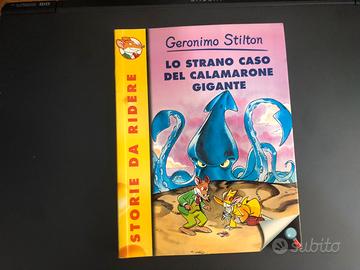 Geronimo Stilton
LO STRANO CASO
DEL CALAMARONE
GIGANTE
STORIE DA RIDERE
subito